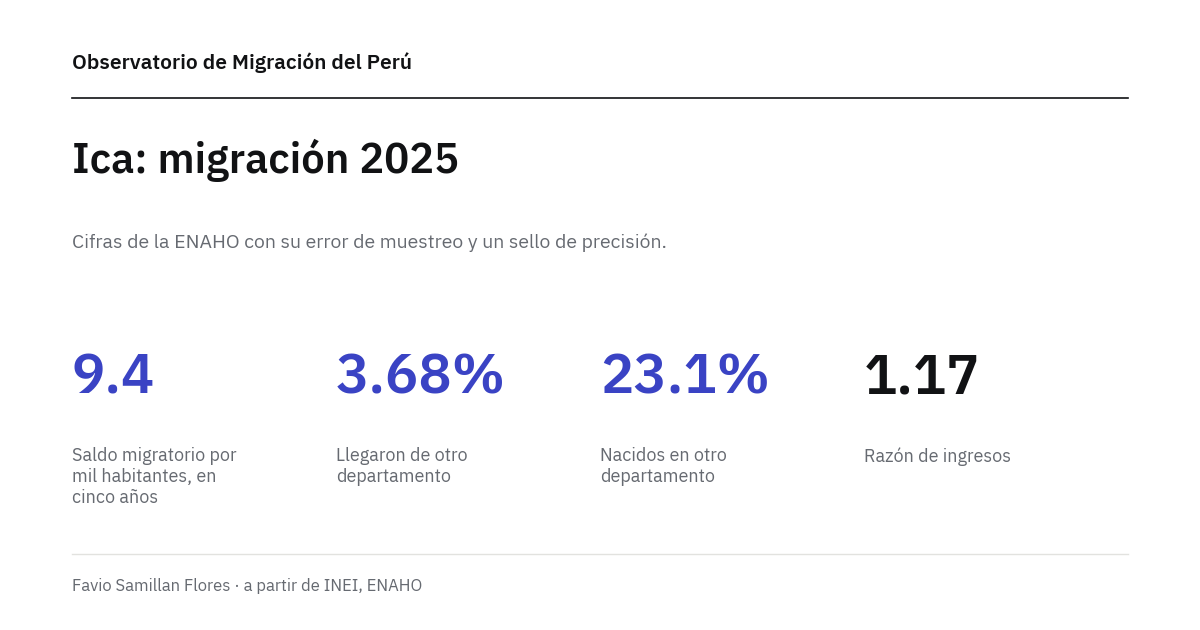 Observatorio de Migración del Perú
Ica: migración 2025
Cifras de la ENAHO con su error de muestreo y un sello de precisión.
9.4
Saldo migratorio por
mil habitantes, en
cinco años
3.68%
Llegaron de otro
departamento
23.1%
Nacidos en otro
departamento
1.17
Razón de ingresos
Favio Samillan Flores · a partir de INEI, ENAHO